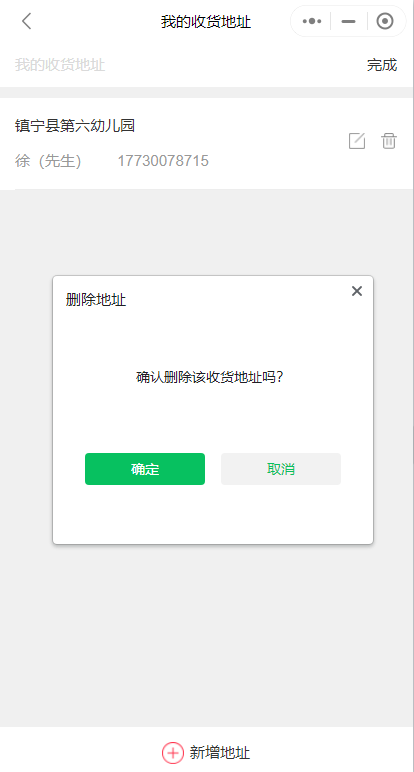 我的收货地址
我的收货地址 完成
镇宁县第六幼儿园
徐（先生） 17730078715
删除地址
确认删除该收货地址吗?
确定 取消
新增地址